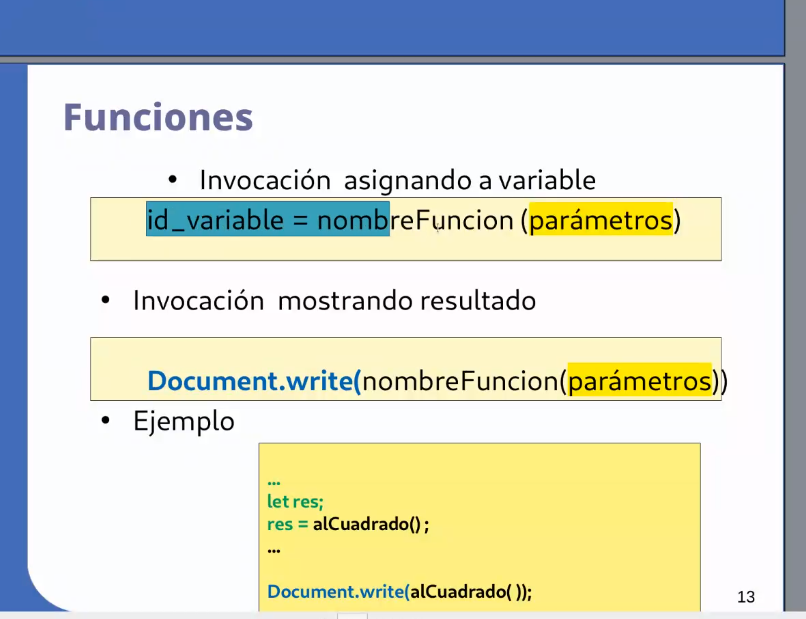 Funciones
• Invocación asignando a variable
id_variable = nombreFuncion (parámetros)
• Invocación mostrando resultado
Document.write(nombreFuncion(parámetros))
• Ejemplo
...
let res;
res = alCuadrado() ;
...
Document.write(alCuadrado( ));
13